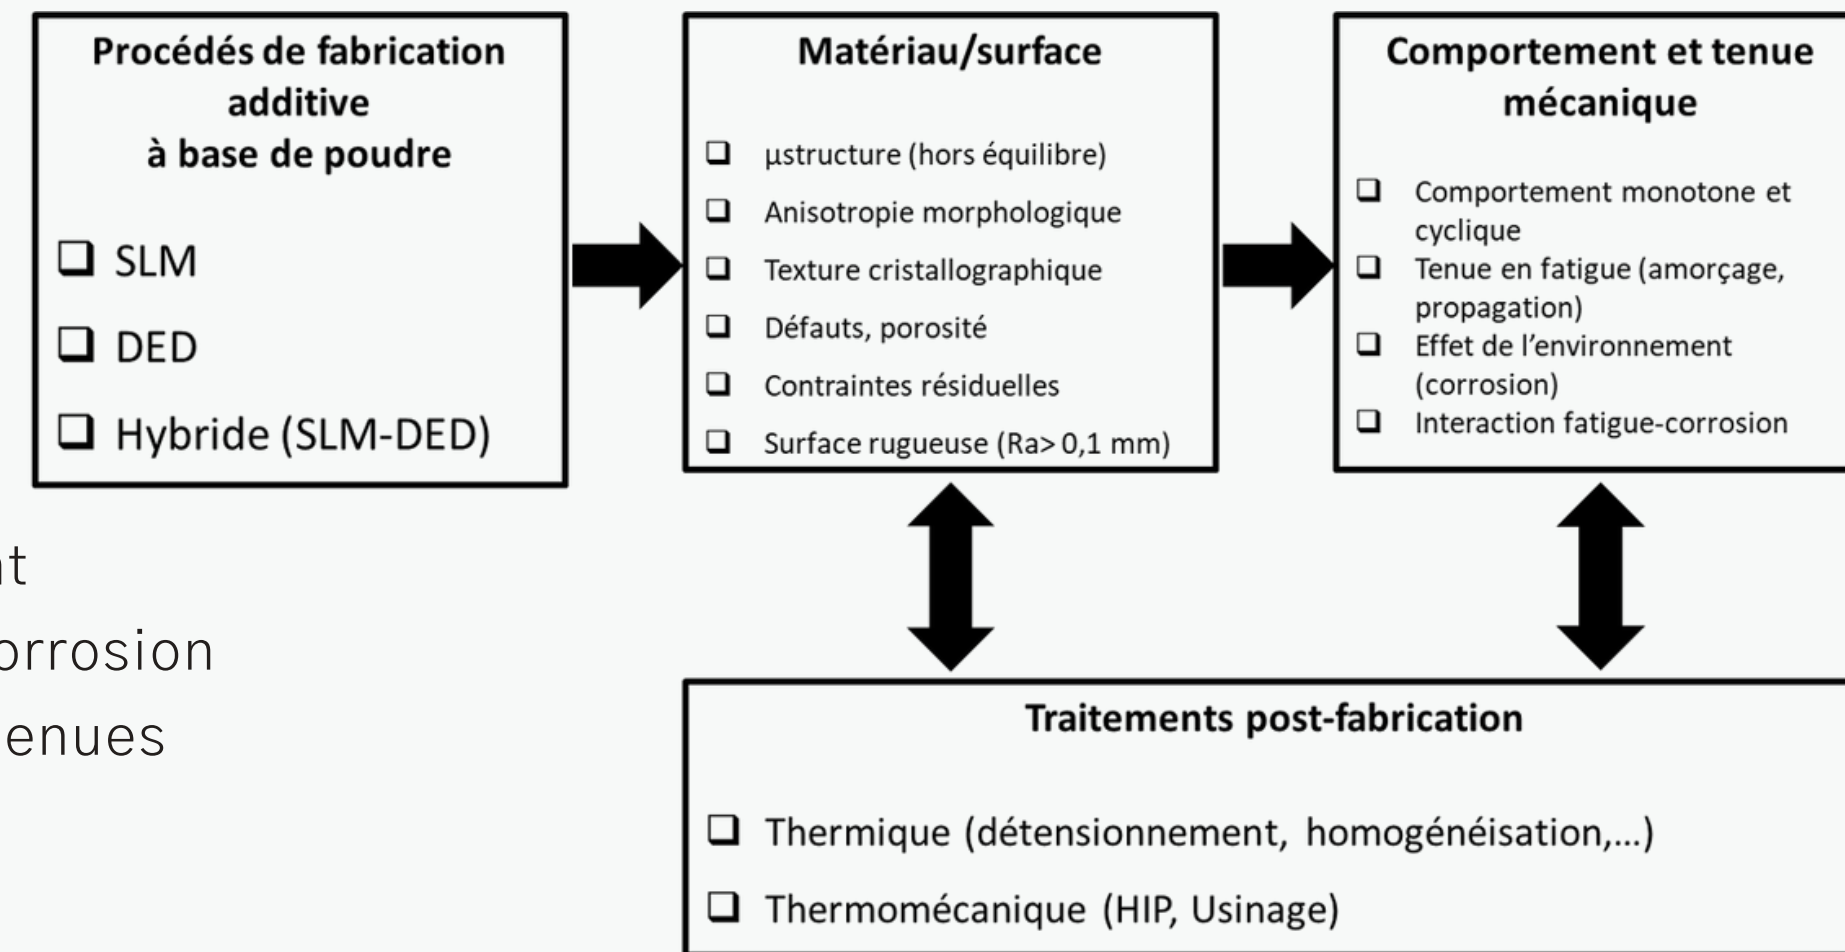 Procédés de fabrication
additive
à base de poudre
SLM
DED
Hybride (SLM-DED)
Matériau/surface
µstructure (hors équilibre)
Anisotropie morphologique
Texture cristallographique
Défauts, porosité
Contraintes résiduelles
Surface rugueuse (Ra> 0,1 mm)
Comportement et tenue
mécanique
Comportement monotone et
cyclique
Tenue en fatigue (amorçage,
propagation)
Effet de l’environnement
(corrosion)
Interaction fatigue-corrosion
Traitements post-fabrication
Thermique (détensionnement, homogénéisation,...)
Thermomécanique (HIP, Usinage)